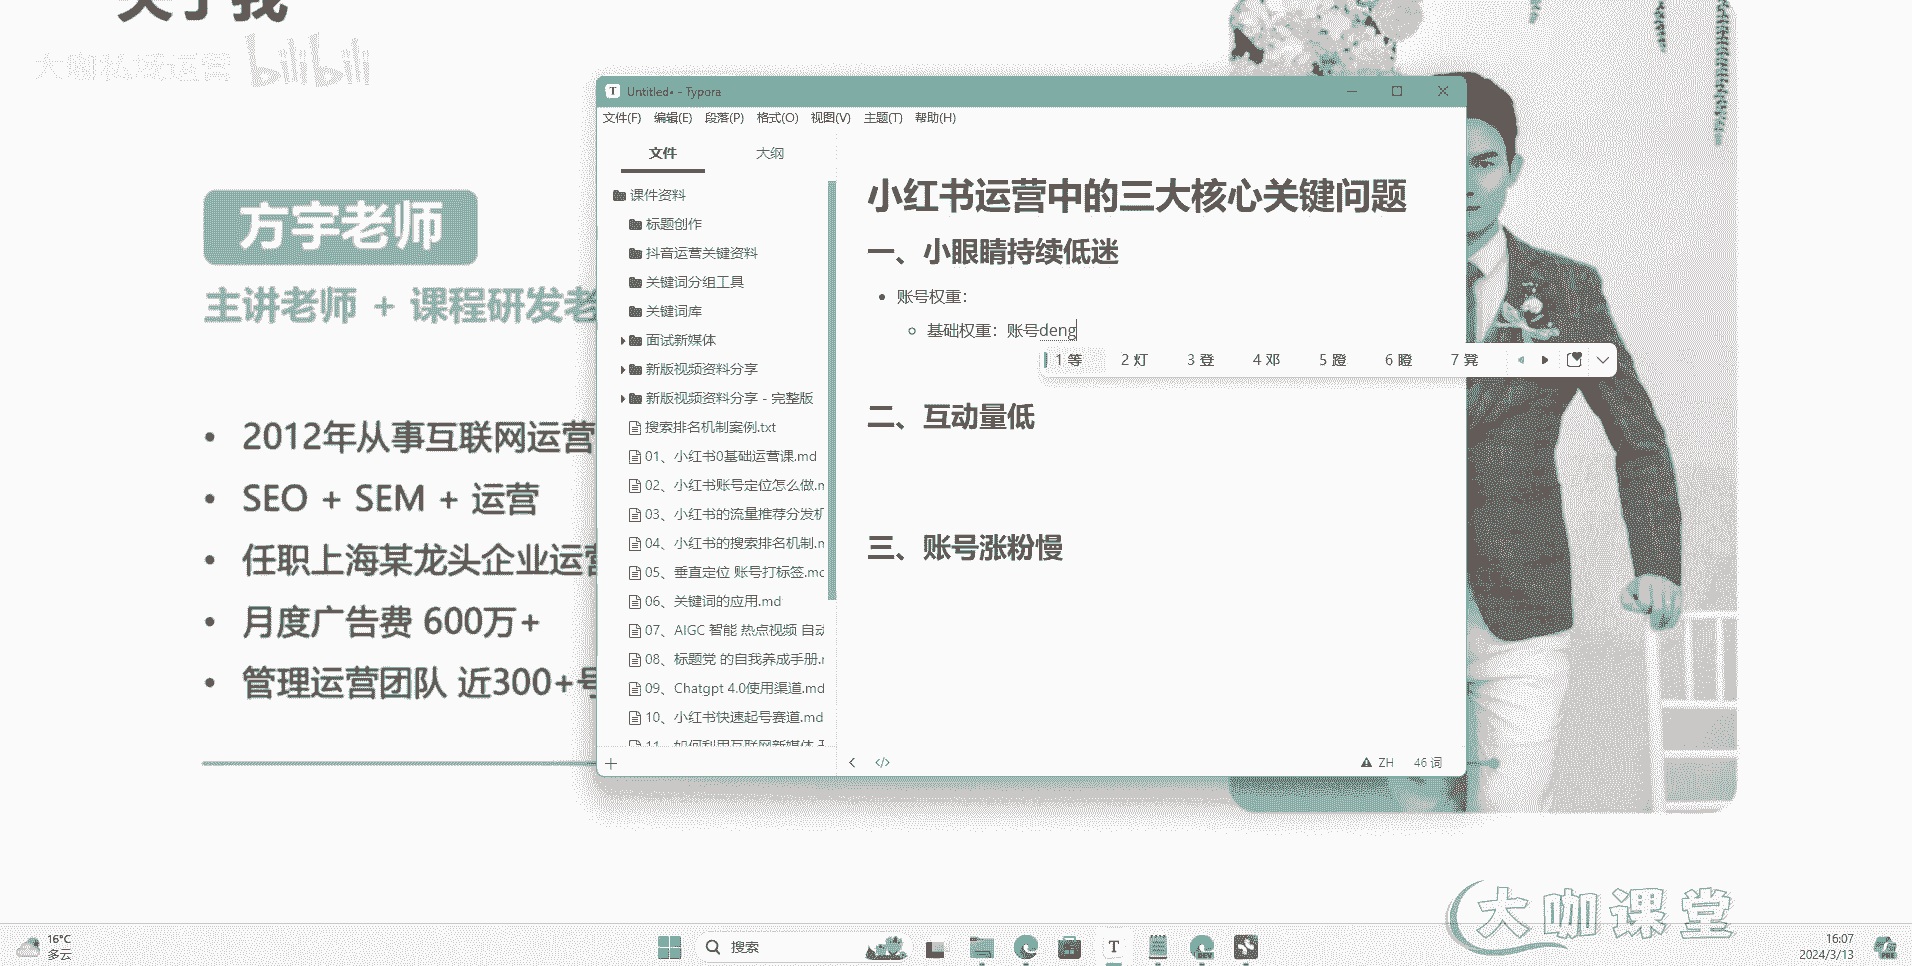 关于我
大咖私域运营 bilibili
方宇老师
主讲老师 + 课程研发老
2012年从事互联网运营
SEO + SEM + 运营
任职上海某龙头企业运营
月度广告费 600万+
管理运营团队 近300+号
Untitled• - Typora
文件(F) 编辑(E) 段落(P) 格式(O) 视图(V) 主题(T) 帮助(H)
文件 大纲
课件资料
标题创作
抖音运营关键资料
关键词分组工具
关键词库
面试新媒体
新版视频资料分享
新版视频资料分享 - 完整版
搜索排名机制案例.txt
01、小红书0基础运营课.md
02、小红书账号定位怎么做.m
03、小红书的流量推荐分发机
04、小红书的搜索排名机制.m
05、垂直定位 账号打标签.mc
06、关键词的应用.md
07、AIGC 智能 热点视频 自动
08、标题党 的自我养成手册.r
09、Chatgpt 4.0使用渠道.md
10、小红书快速起号赛道.md
11、如何利用互联网新媒体
小红书运营中的三大核心关键问题
一、小眼睛持续低迷
账号权重：
基础权重：账号deng
1 等 2 灯 3 登 4 邓 5 蹬 6 瞪 7 凳
二、互动量低
三、账号涨粉慢
ZH 46 词
大咖课堂
16°C
多云
搜索
T
DEV
16:07
2024/3/13
PRE